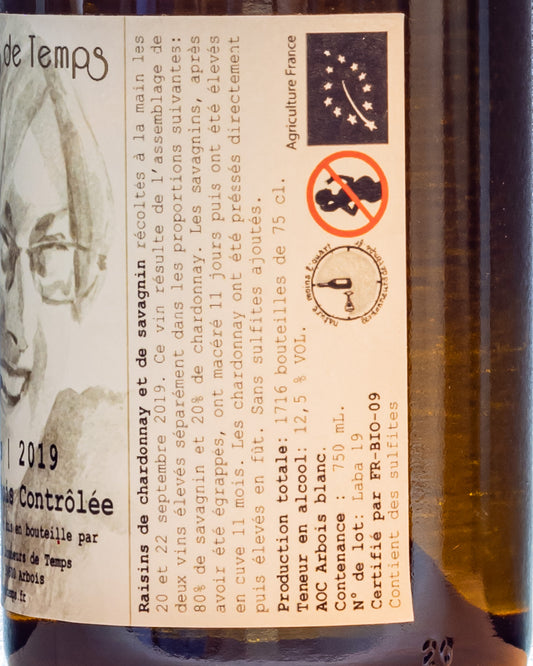 de Temps
| 2019
Contrôlée
en bouteille par
de Temps
Arbois
.fr
Raisins de chardonnay et de savagnin récoltés à la main les
20 et 22 septembre 2019. Ce vin résulte de l'assemblage de
deux vins élevés séparément dans les proportions suivantes:
80% de savagnin et 20% de chardonnay. Les savagnins, après
avoir été égrappés, ont macéré 11 jours puis ont été élevés
en cuve 11 mois. Les chardonnay ont été préssés directement
puis élevés en fût. Sans sulfites ajoutés.
Production totale: 1716 bouteilles de 75 cl.
Teneur en alcool: 12,5 % VOL.
AOC Arbois blanc.
Contenance : 750 mL.
N° de lot: Laba 19
Certifié par FR-BIO-09
Contient des sulfites
Agriculture France